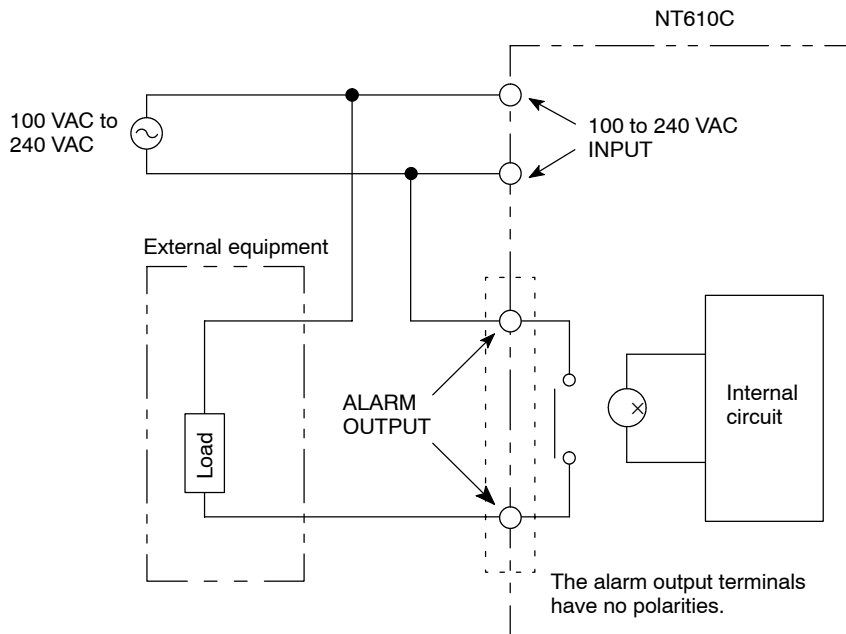 NT610C
100 VAC to
240 VAC
100 to 240 VAC
INPUT
External equipment
ALARM
OUTPUT
Load
Internal
circuit
The alarm output terminals
have no polarities.